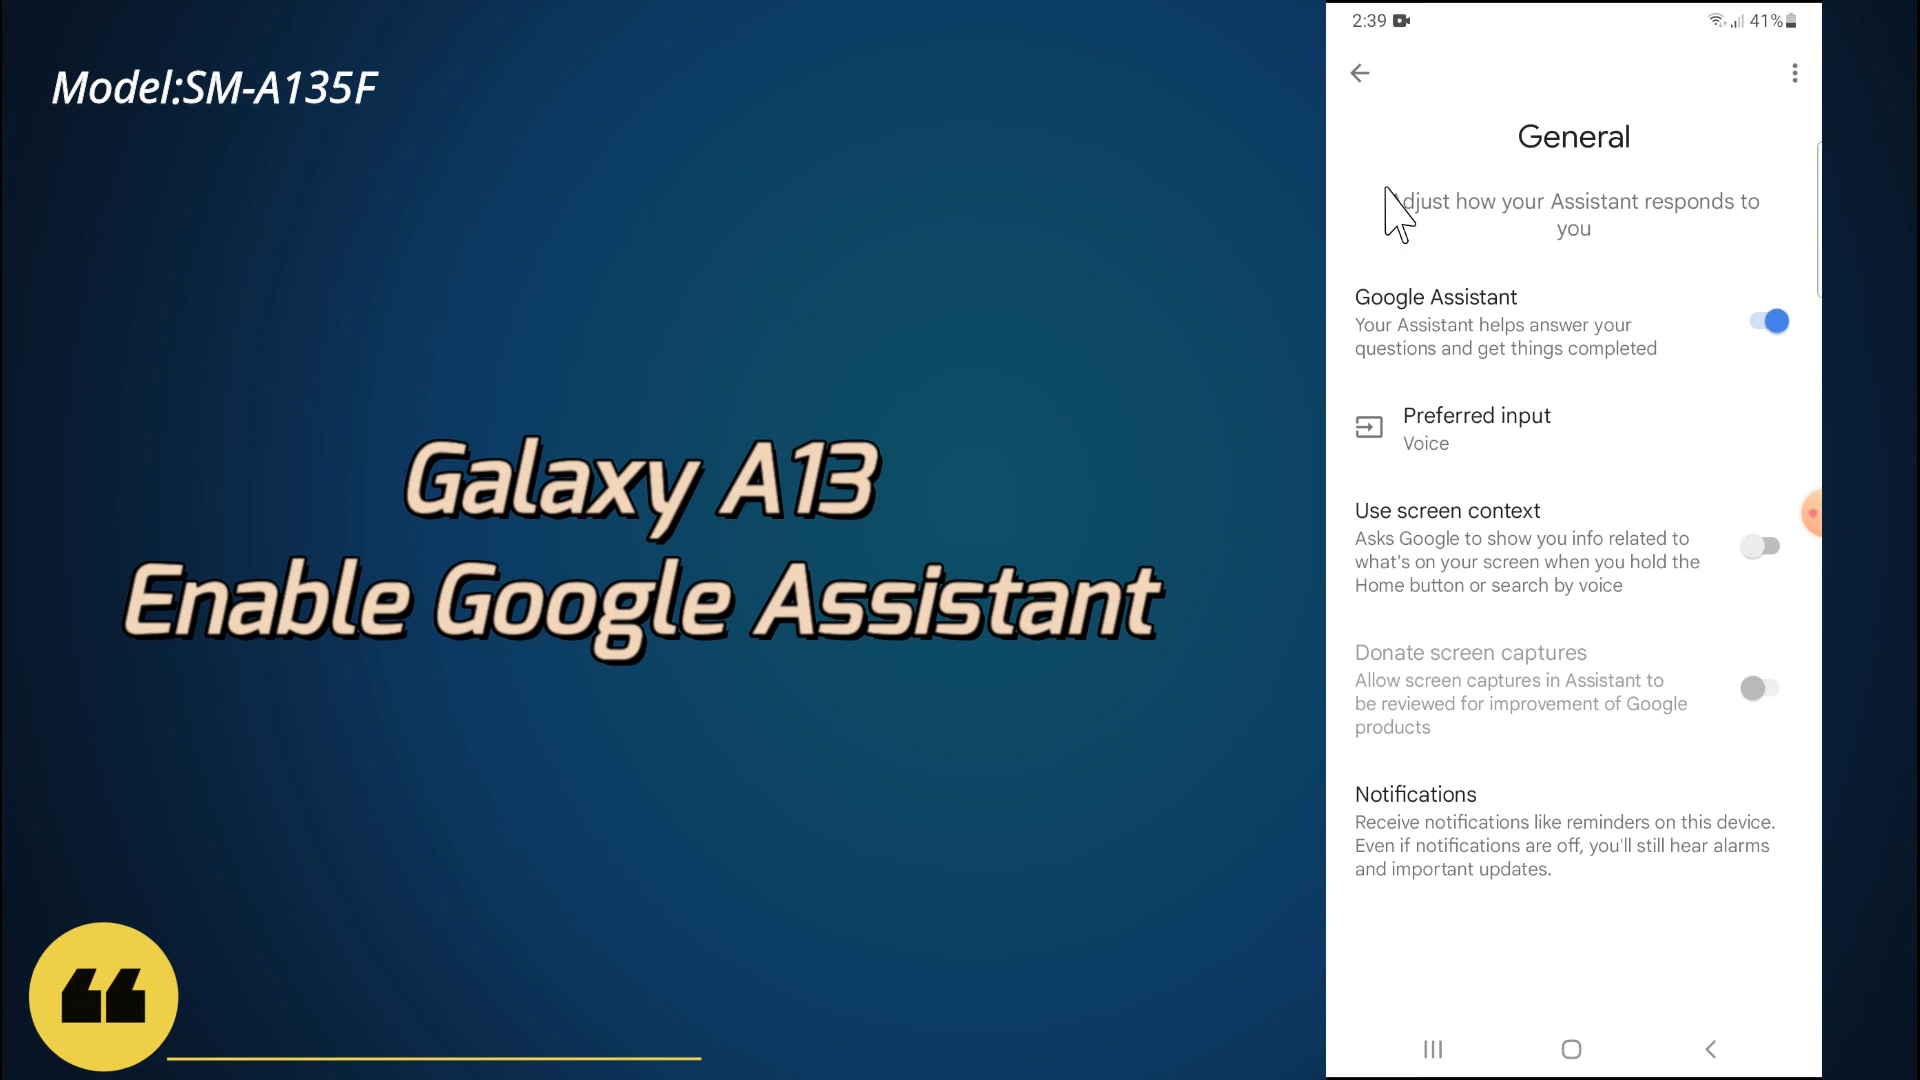 Model:SM-A135F
Galaxy A13
Enable Google Assistant
2:39
41%
General
djust how your Assistant responds to
you
Google Assistant
Your Assistant helps answer your
questions and get things completed
Preferred input
Voice
Use screen context
Asks Google to show you info related to
what's on your screen when you hold the
Home button or search by voice
Donate screen captures
Allow screen captures in Assistant to
be reviewed for improvement of Google
products
Notifications
Receive notifications like reminders on this device.
Even if notifications are off, you'll still hear alarms
and important updates.